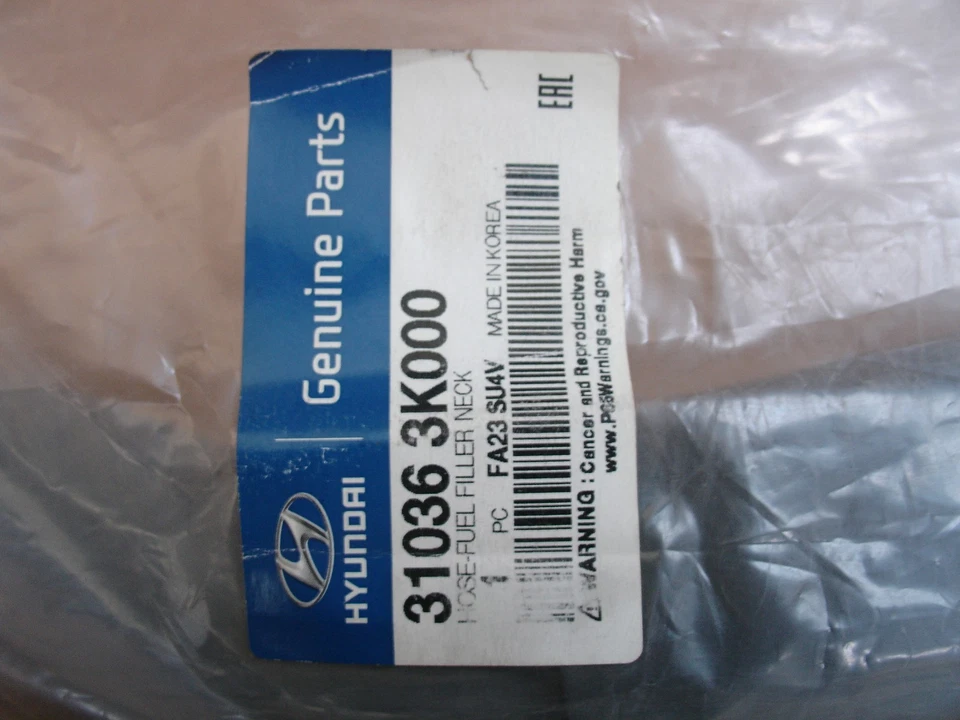 HYUNDAI | Genuine Parts
31036 3K000
HOSE-FUEL FILLER NECK
1 PC FA23 SU4V MADE IN KOREA
EAC
WARNING : Cancer and Reproductive Harm
www.P65Warnings.ca.gov